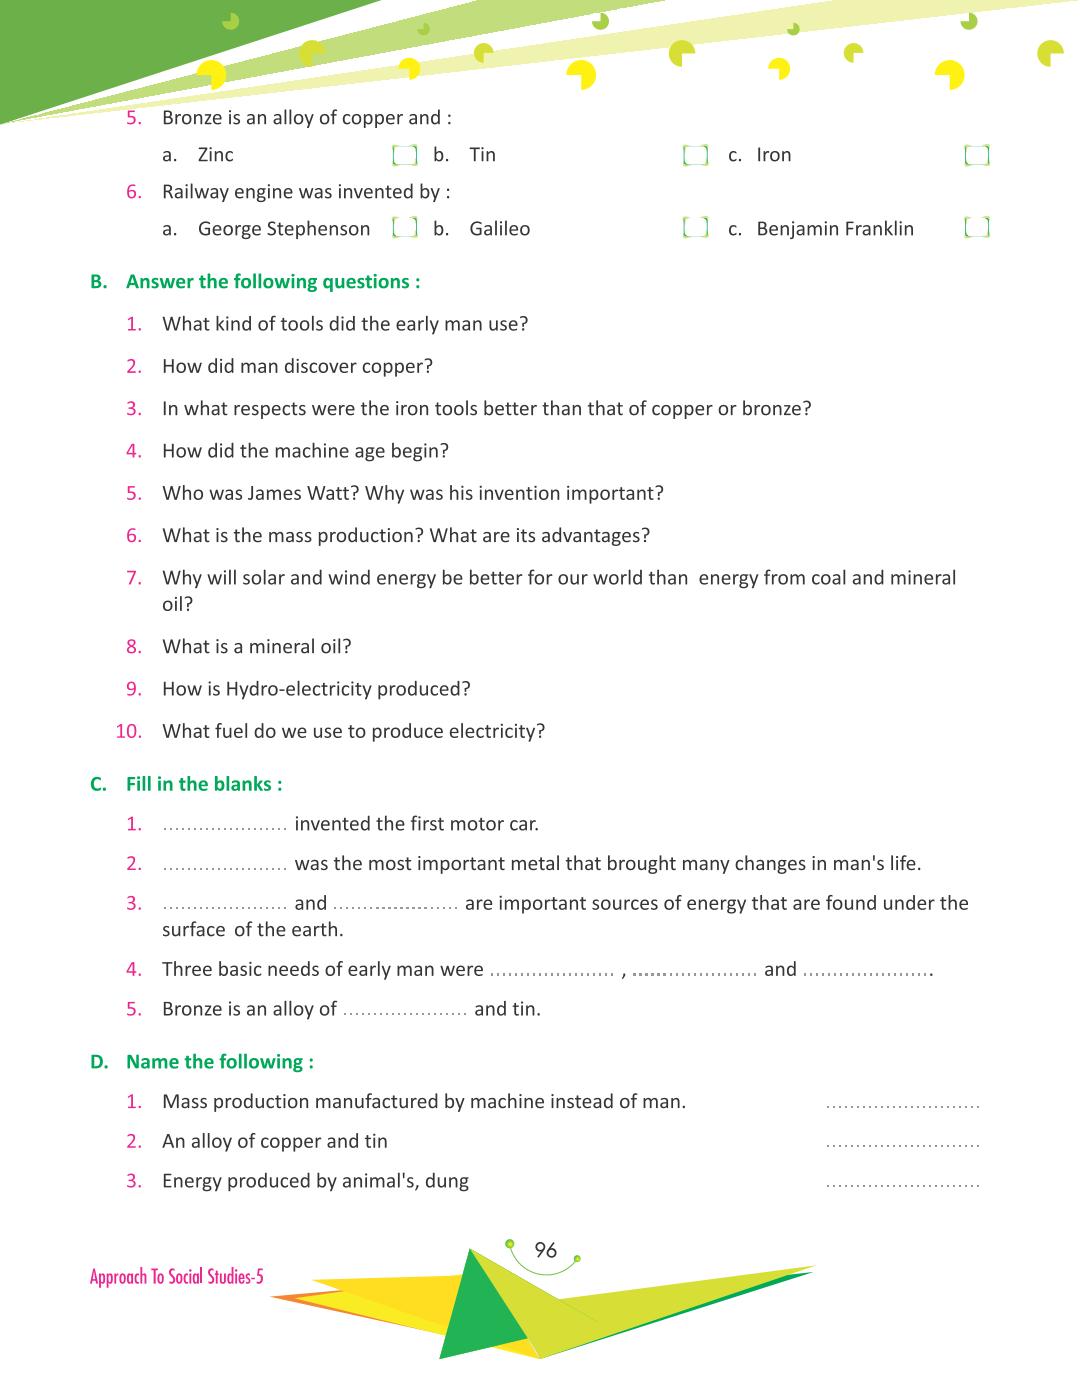 5. Bronze is an alloy of copper and :
a. Zinc b. Tin c. Iron
6. Railway engine was invented by :
a. George Stephenson b. Galileo c. Benjamin Franklin
B. Answer the following questions :
1. What kind of tools did the early man use?
2. How did man discover copper?
3. In what respects were the iron tools better than that of copper or bronze?
4. How did the machine age begin?
5. Who was James Watt? Why was his invention important?
6. What is the mass production? What are its advantages?
7. Why will solar and wind energy be better for our world than energy from coal and mineral
oil?
8. What is a mineral oil?
9. How is Hydro-electricity produced?
10. What fuel do we use to produce electricity?
C. Fill in the blanks :
1. ..................... invented the first motor car.
2. ..................... was the most important metal that brought many changes in man's life.
3. ..................... and ..................... are important sources of energy that are found under the
surface of the earth.
4. Three basic needs of early man were ..................... , ..................... and .....................
5. Bronze is an alloy of ..................... and tin.
D. Name the following :
1. Mass production manufactured by machine instead of man. ..........................
2. An alloy of copper and tin ..........................
3. Energy produced by animal's, dung ..........................
96
Approach To Social Studies-5